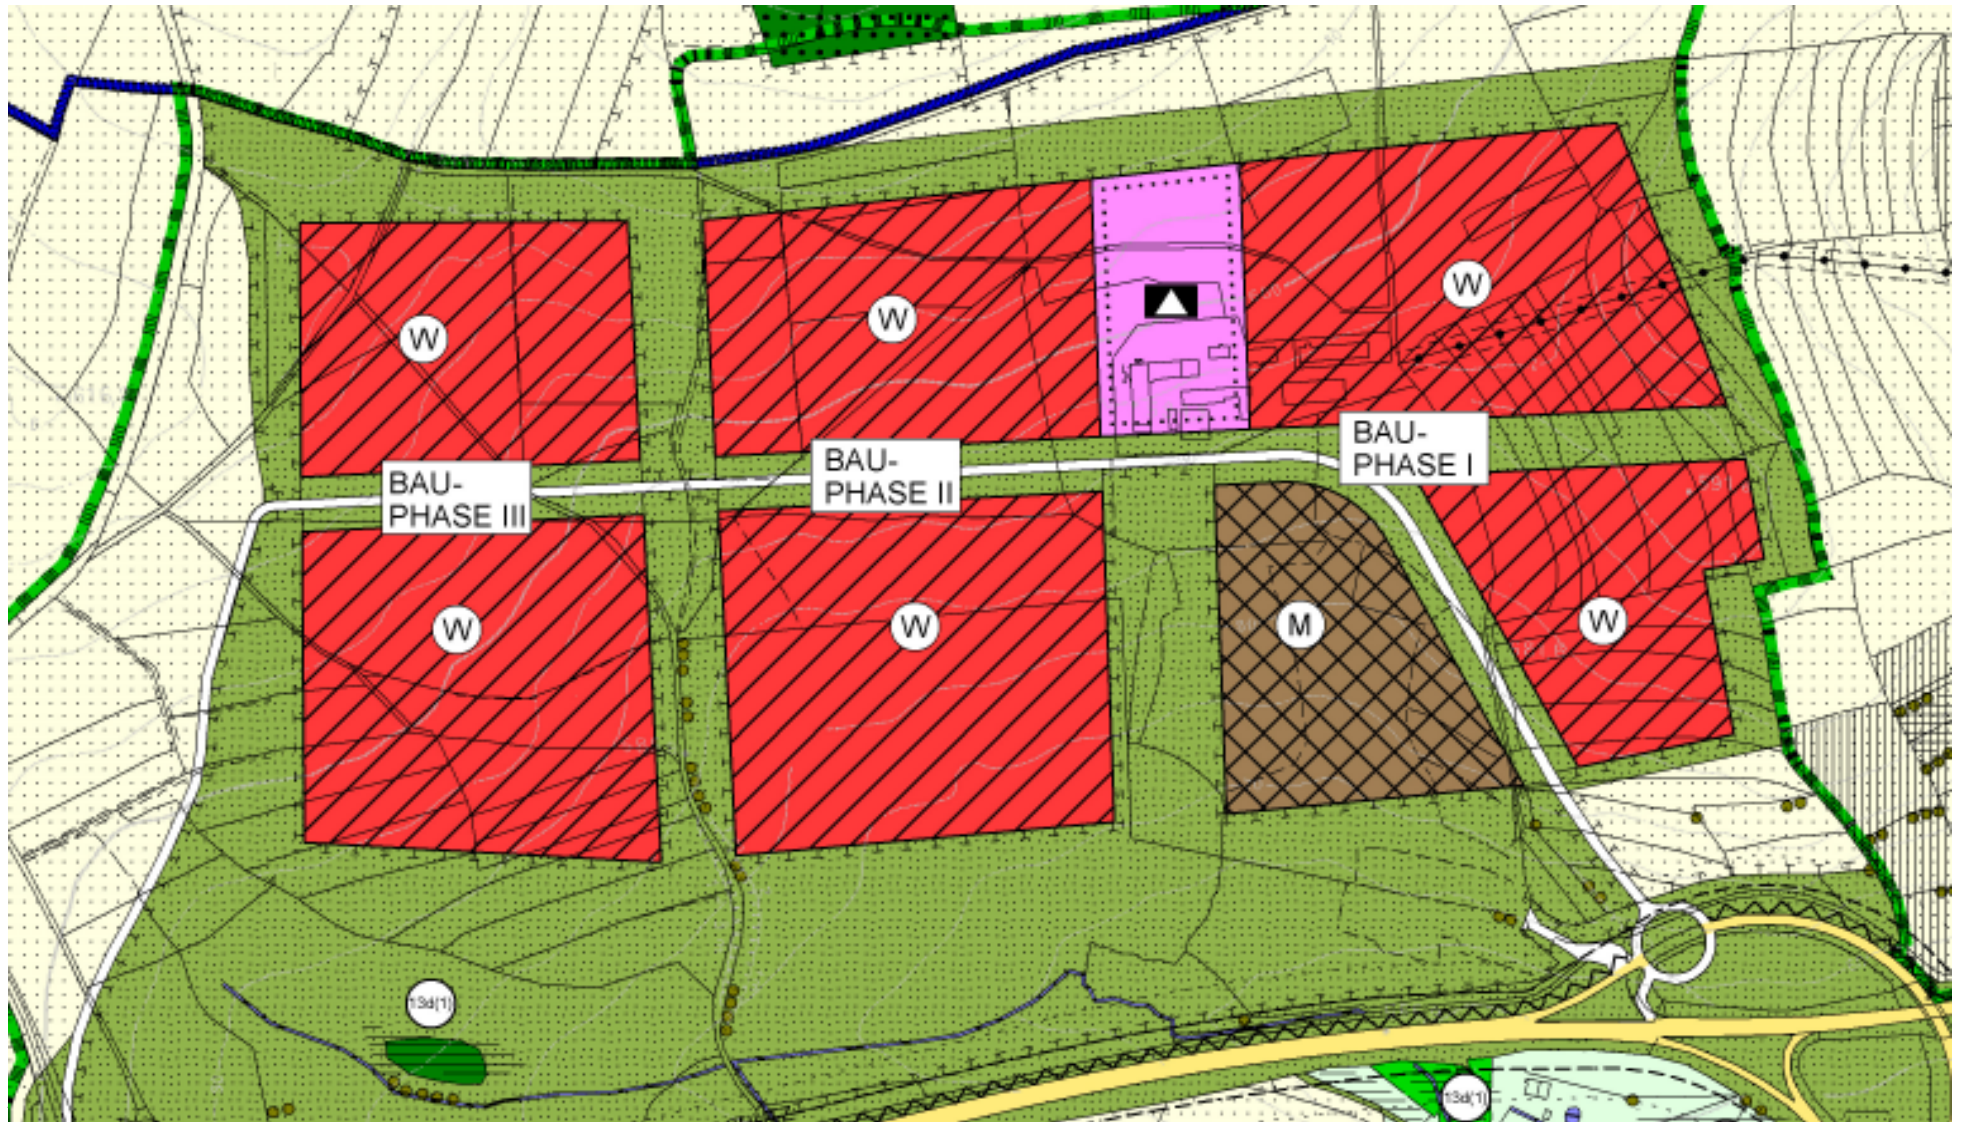 W
W
W
BAU-
PHASE I
BAU-
PHASE II
BAU-
PHASE III
W
W
M
W
13d(1)
13d(1)